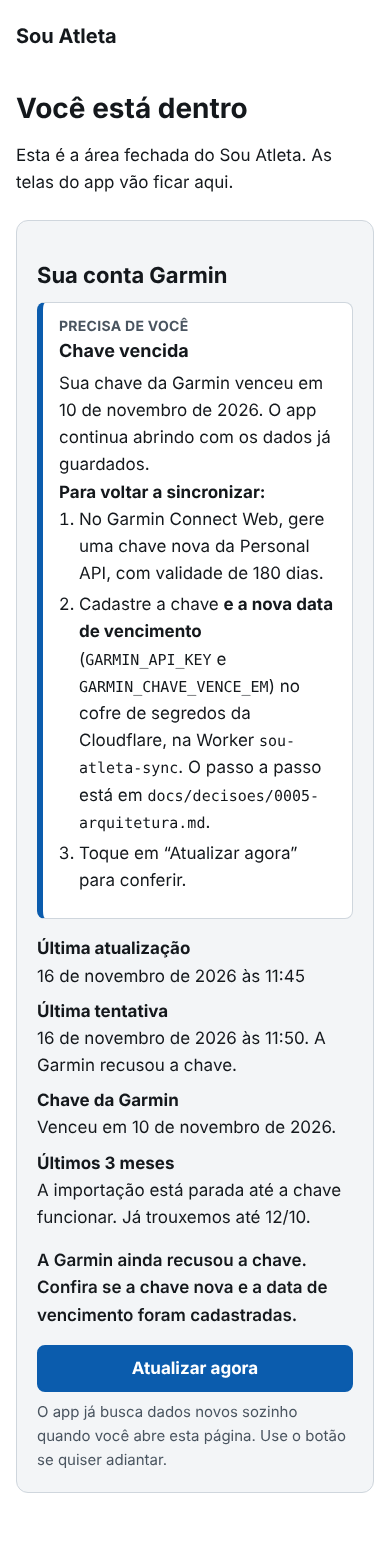 Sou Atleta
Você está dentro
Esta é a área fechada do Sou Atleta. As
telas do app vão ficar aqui.
Sua conta Garmin
PRECISA DE VOCÊ
Chave vencida
Sua chave da Garmin venceu em
10 de novembro de 2026. O app
continua abrindo com os dados já
guardados.
Para voltar a sincronizar:
1. No Garmin Connect Web, gere
uma chave nova da Personal
API, com validade de 180 dias.
2. Cadastre a chave e a nova data
de vencimento
(GARMIN_API_KEY e
GARMIN_CHAVE_VENCE_EM) no
cofre de segredos da
Cloudflare, na Worker sou-
atleta-sync. O passo a passo
está em docs/decisoes/0005-
arquitetura.md.
3. Toque em “Atualizar agora”
para conferir.
Última atualização
16 de novembro de 2026 às 11:45
Última tentativa
16 de novembro de 2026 às 11:50. A
Garmin recusou a chave.
Chave da Garmin
Venceu em 10 de novembro de 2026.
Últimos 3 meses
A importação está parada até a chave
funcionar. Já trouxemos até 12/10.
A Garmin ainda recusou a chave.
Confira se a chave nova e a data de
vencimento foram cadastradas.
Atualizar agora
O app já busca dados novos sozinho
quando você abre esta página. Use o botão
se quiser adiantar.